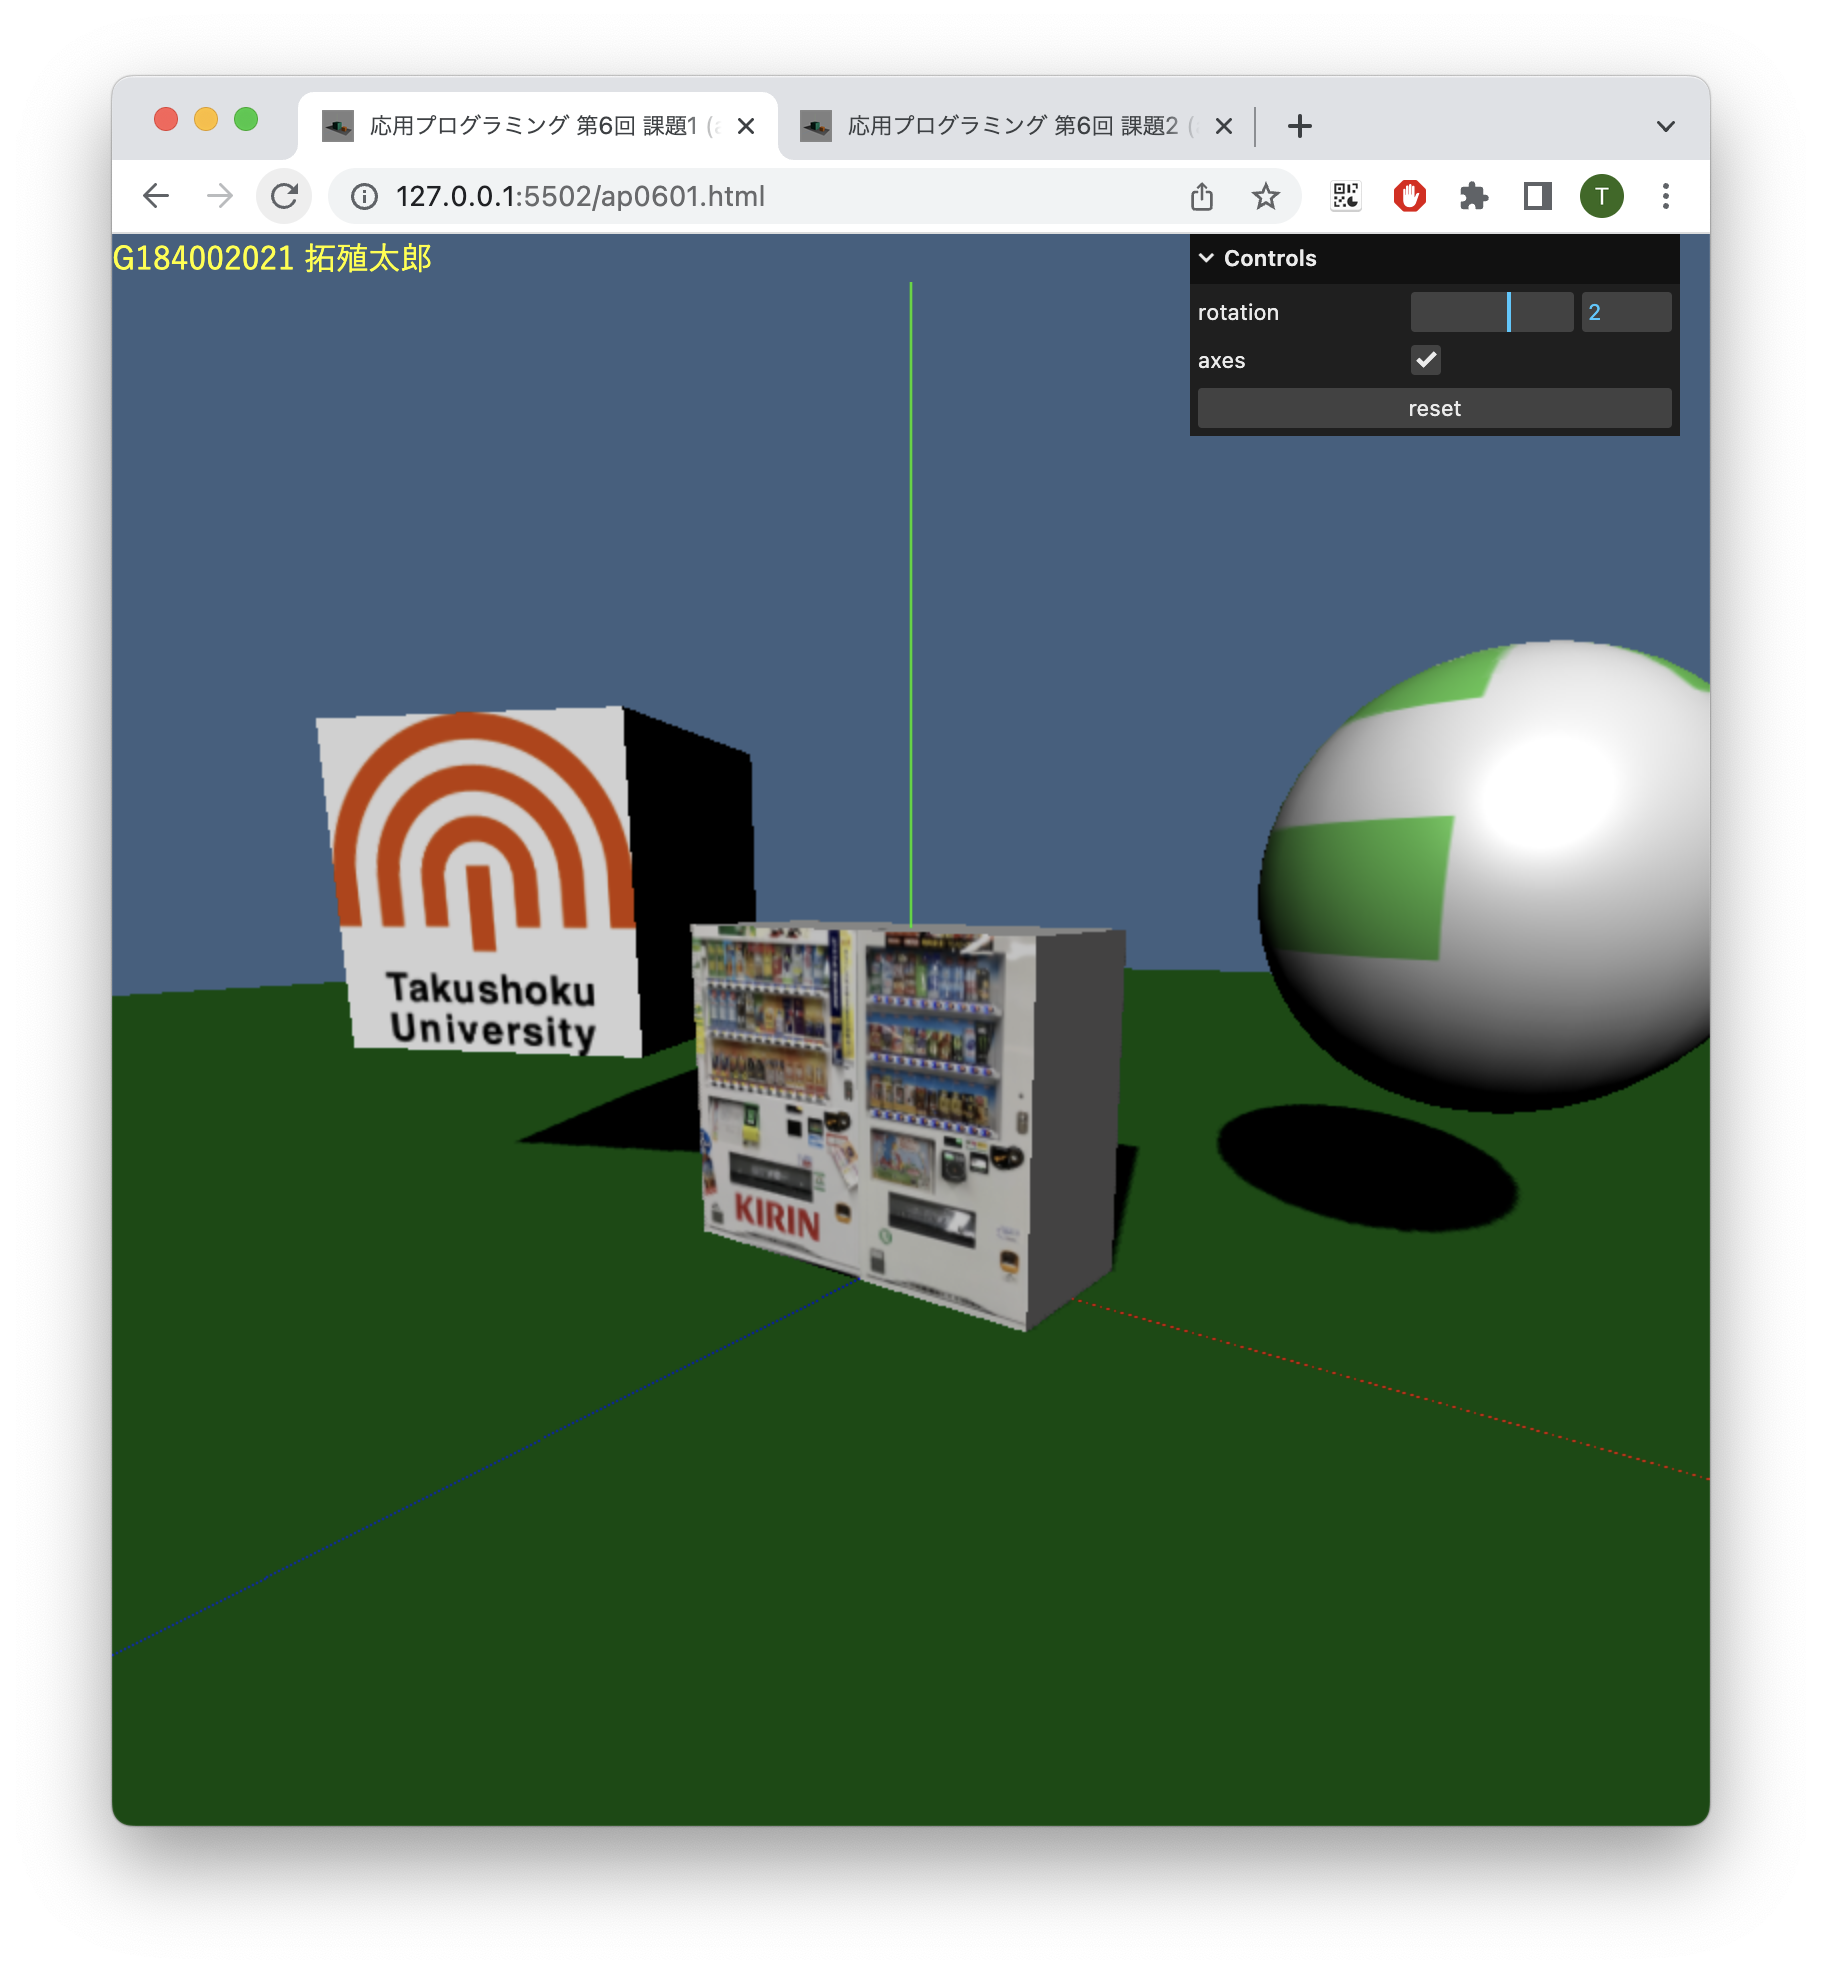 応用プログラミング 第6回 課題1 (
応用プログラミング 第6回 課題2 (
127.0.0.1:5502/ap0601.html
T
G184002021 拓殖太郎
Controls
rotation
2
axes
reset
Takushoku
University
KIRIN